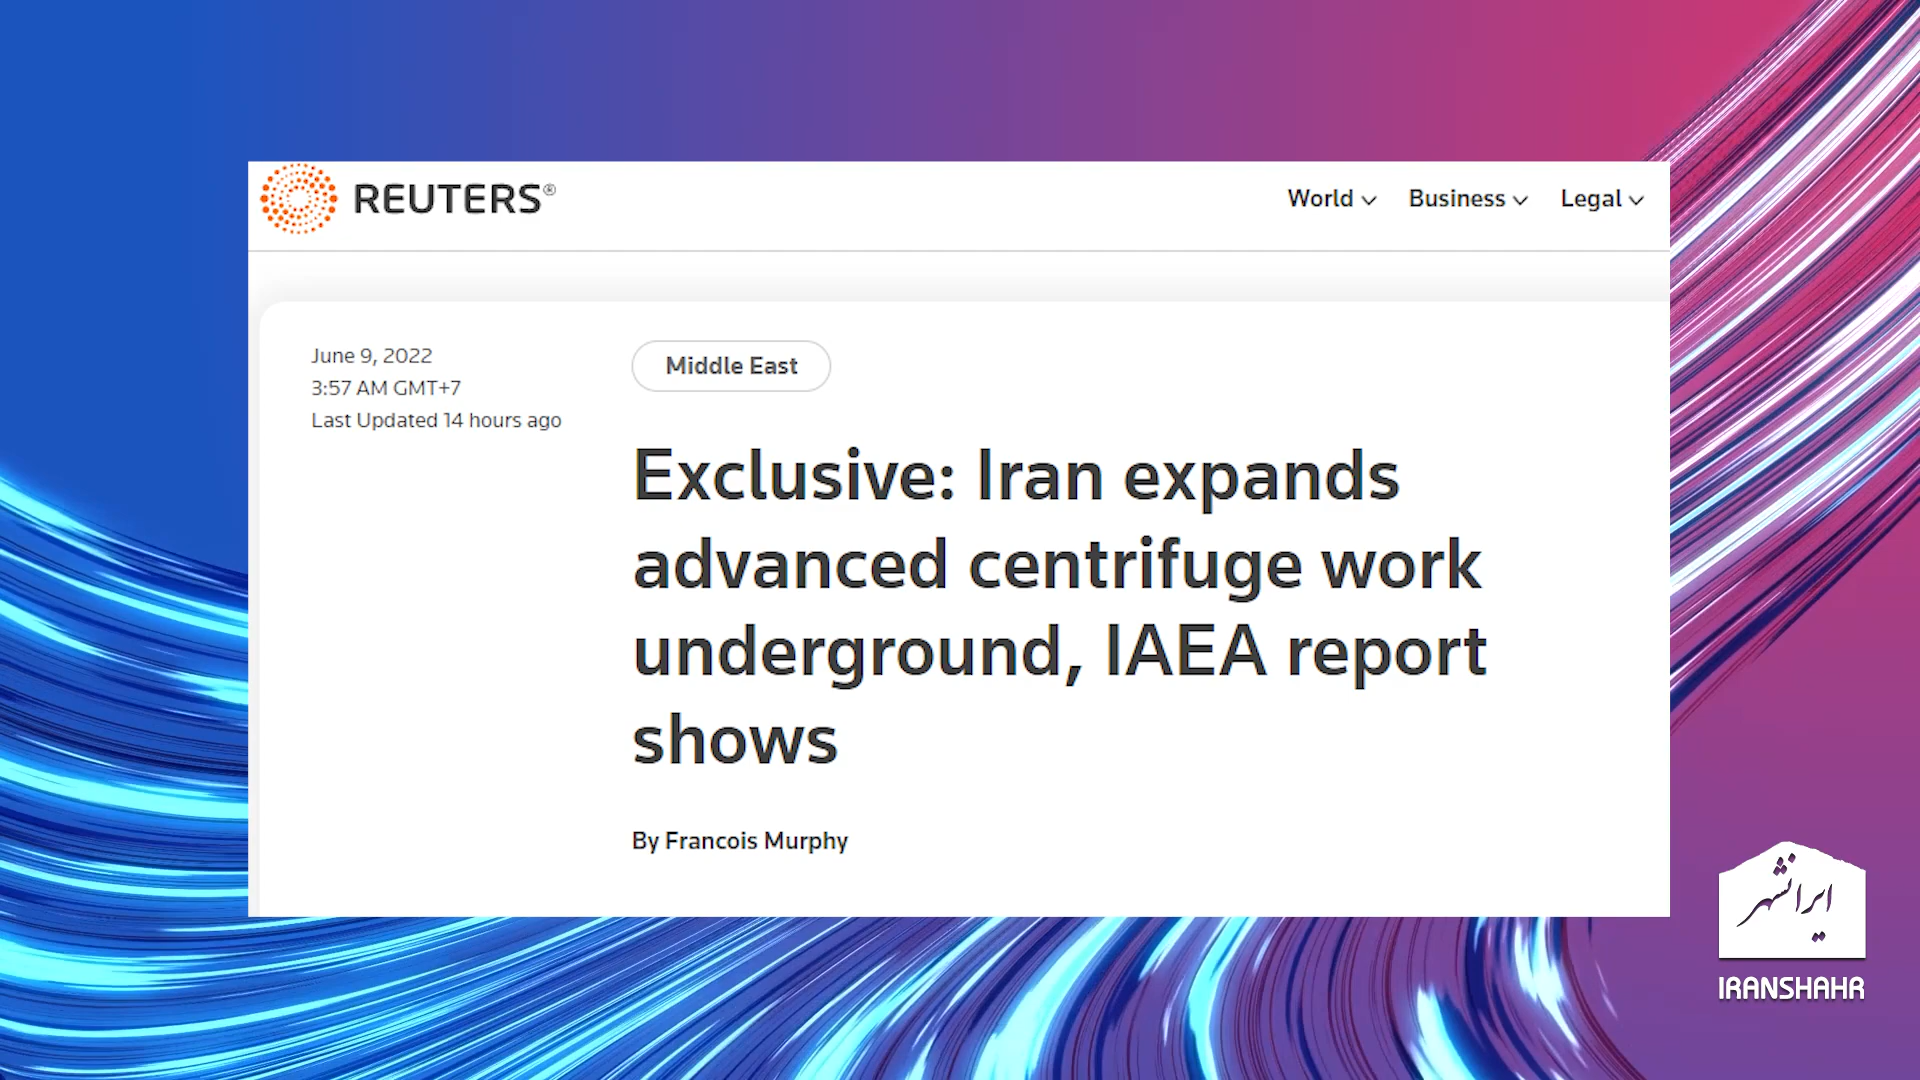 REUTERS®
World Business Legal
June 9, 2022
3:57 AM GMT+7
Last Updated 14 hours ago
Middle East
Exclusive: Iran expands
advanced centrifuge work
underground, IAEA report
shows
By Francois Murphy
ایرانشهر
IRANSHAHR